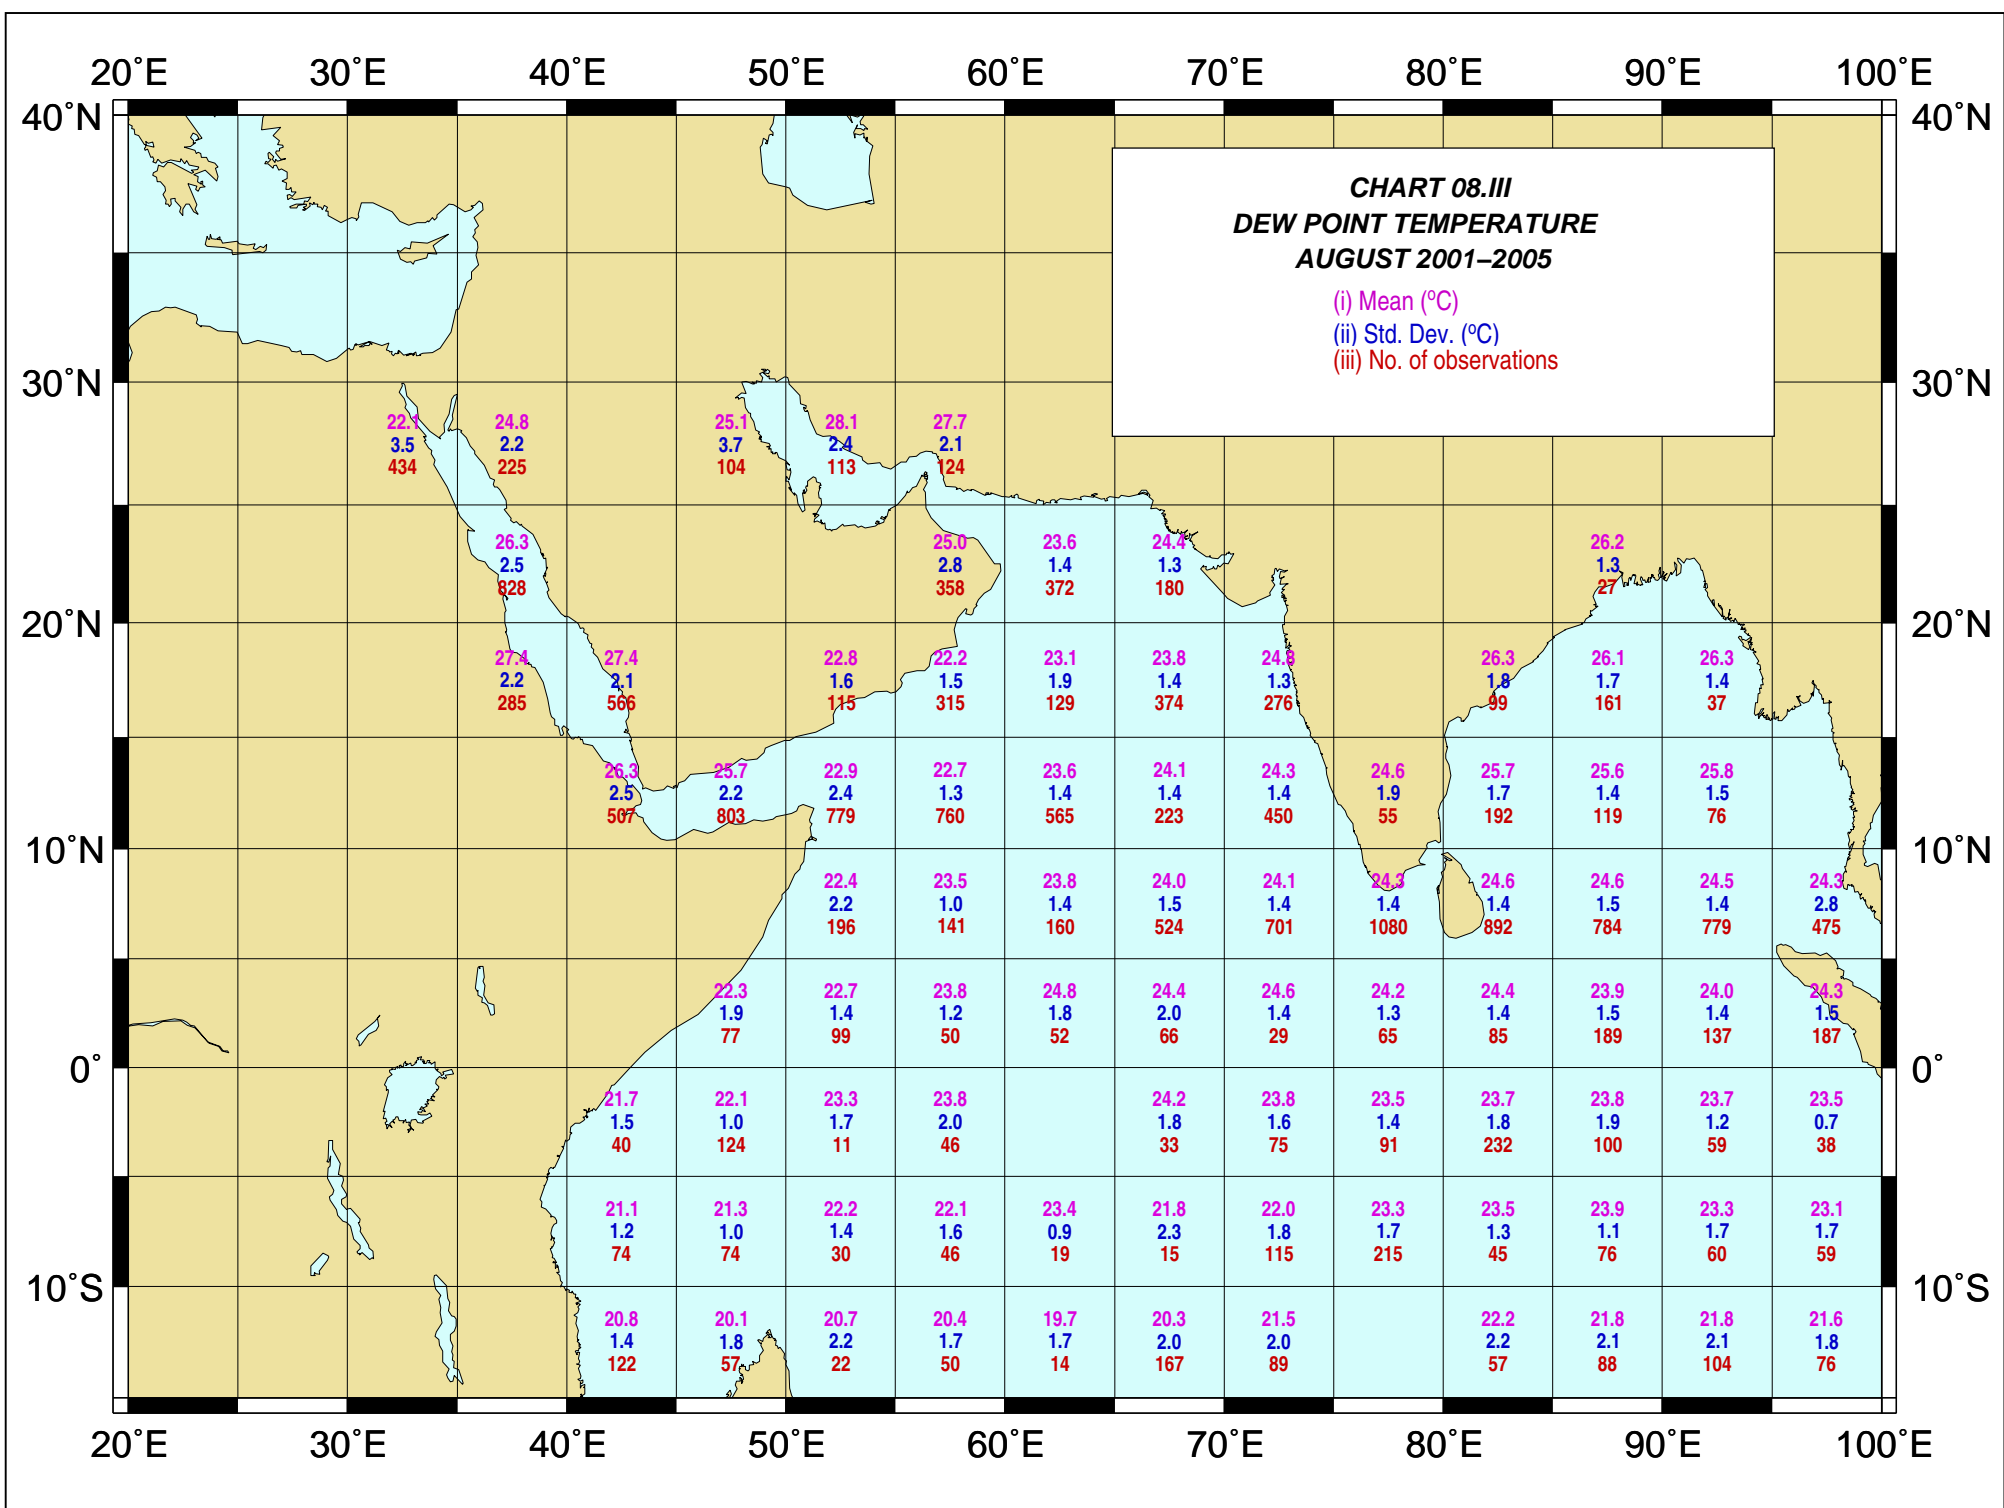 20°E 30°E 40°E 50°E 60°E 70°E 80°E 90°E 100°E
40°N 40°N
CHART 08.III
DEW POINT TEMPERATURE
AUGUST 2001–2005
(i) Mean (ºC)
(ii) Std. Dev. (ºC)
(iii) No. of observations
30°N 30°N
22.1 24.8 25.1 28.1 27.7
3.5 2.2 3.7 2.4 2.1
434 225 104 113 124
26.3 25.0 23.6 24.4 26.2
2.5 2.8 1.4 1.3 1.3
828 358 372 180 27
20°N 20°N
27.4 27.4 22.8 22.2 23.1 23.8 24.8 26.3 26.1 26.3
2.2 2.1 1.6 1.5 1.9 1.4 1.3 1.8 1.7 1.4
285 566 115 315 129 374 276 99 161 37
26.3 25.7 22.9 22.7 23.6 24.1 24.3 24.6 25.7 25.6 25.8
2.5 2.2 2.4 1.3 1.4 1.4 1.4 1.9 1.7 1.4 1.5
507 803 779 760 565 223 450 55 192 119 76
10°N 10°N
22.4 23.5 23.8 24.0 24.1 24.3 24.6 24.6 24.5 24.3
2.2 1.0 1.4 1.5 1.4 1.4 1.4 1.5 1.4 2.8
196 141 160 524 701 1080 892 784 779 475
22.3 22.7 23.8 24.8 24.4 24.6 24.2 24.4 23.9 24.0 24.3
1.9 1.4 1.2 1.8 2.0 1.4 1.3 1.4 1.5 1.4 1.5
77 99 50 52 66 29 65 85 189 137 187
0° 0°
21.7 22.1 23.3 23.8 24.2 23.8 23.5 23.7 23.8 23.7 23.5
1.5 1.0 1.7 2.0 1.8 1.6 1.4 1.8 1.9 1.2 0.7
40 124 11 46 33 75 91 232 100 59 38
21.1 21.3 22.2 22.1 23.4 21.8 22.0 23.3 23.5 23.9 23.3 23.1
1.2 1.0 1.4 1.6 0.9 2.3 1.8 1.7 1.3 1.1 1.7 1.7
74 74 30 46 19 15 115 215 45 76 60 59
10°S 10°S
20.8 20.1 20.7 20.4 19.7 20.3 21.5 22.2 21.8 21.8 21.6
1.4 1.8 2.2 1.7 1.7 2.0 2.0 2.2 2.1 2.1 1.8
122 57 22 50 14 167 89 57 88 104 76
20°E 30°E 40°E 50°E 60°E 70°E 80°E 90°E 100°E